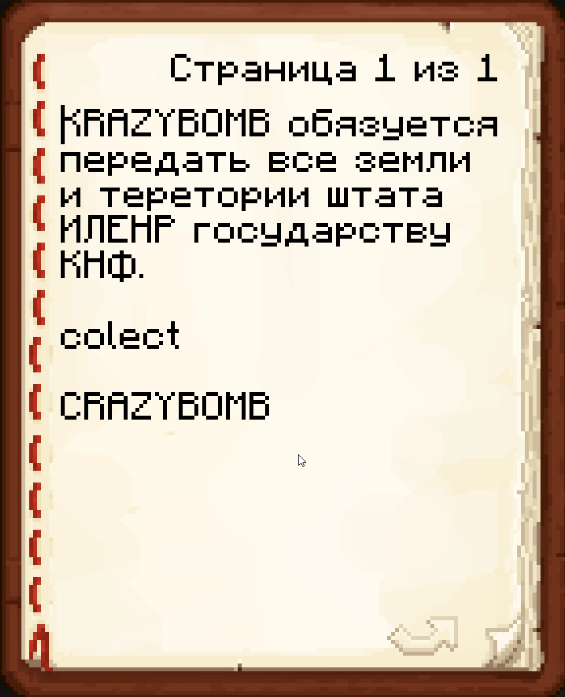 Страница 1 из 1
KRAZYBOMB обязуется
передать все земли
и теретории штата
ИЛЕНР государству
КНФ.
colect
CRAZYBOMB